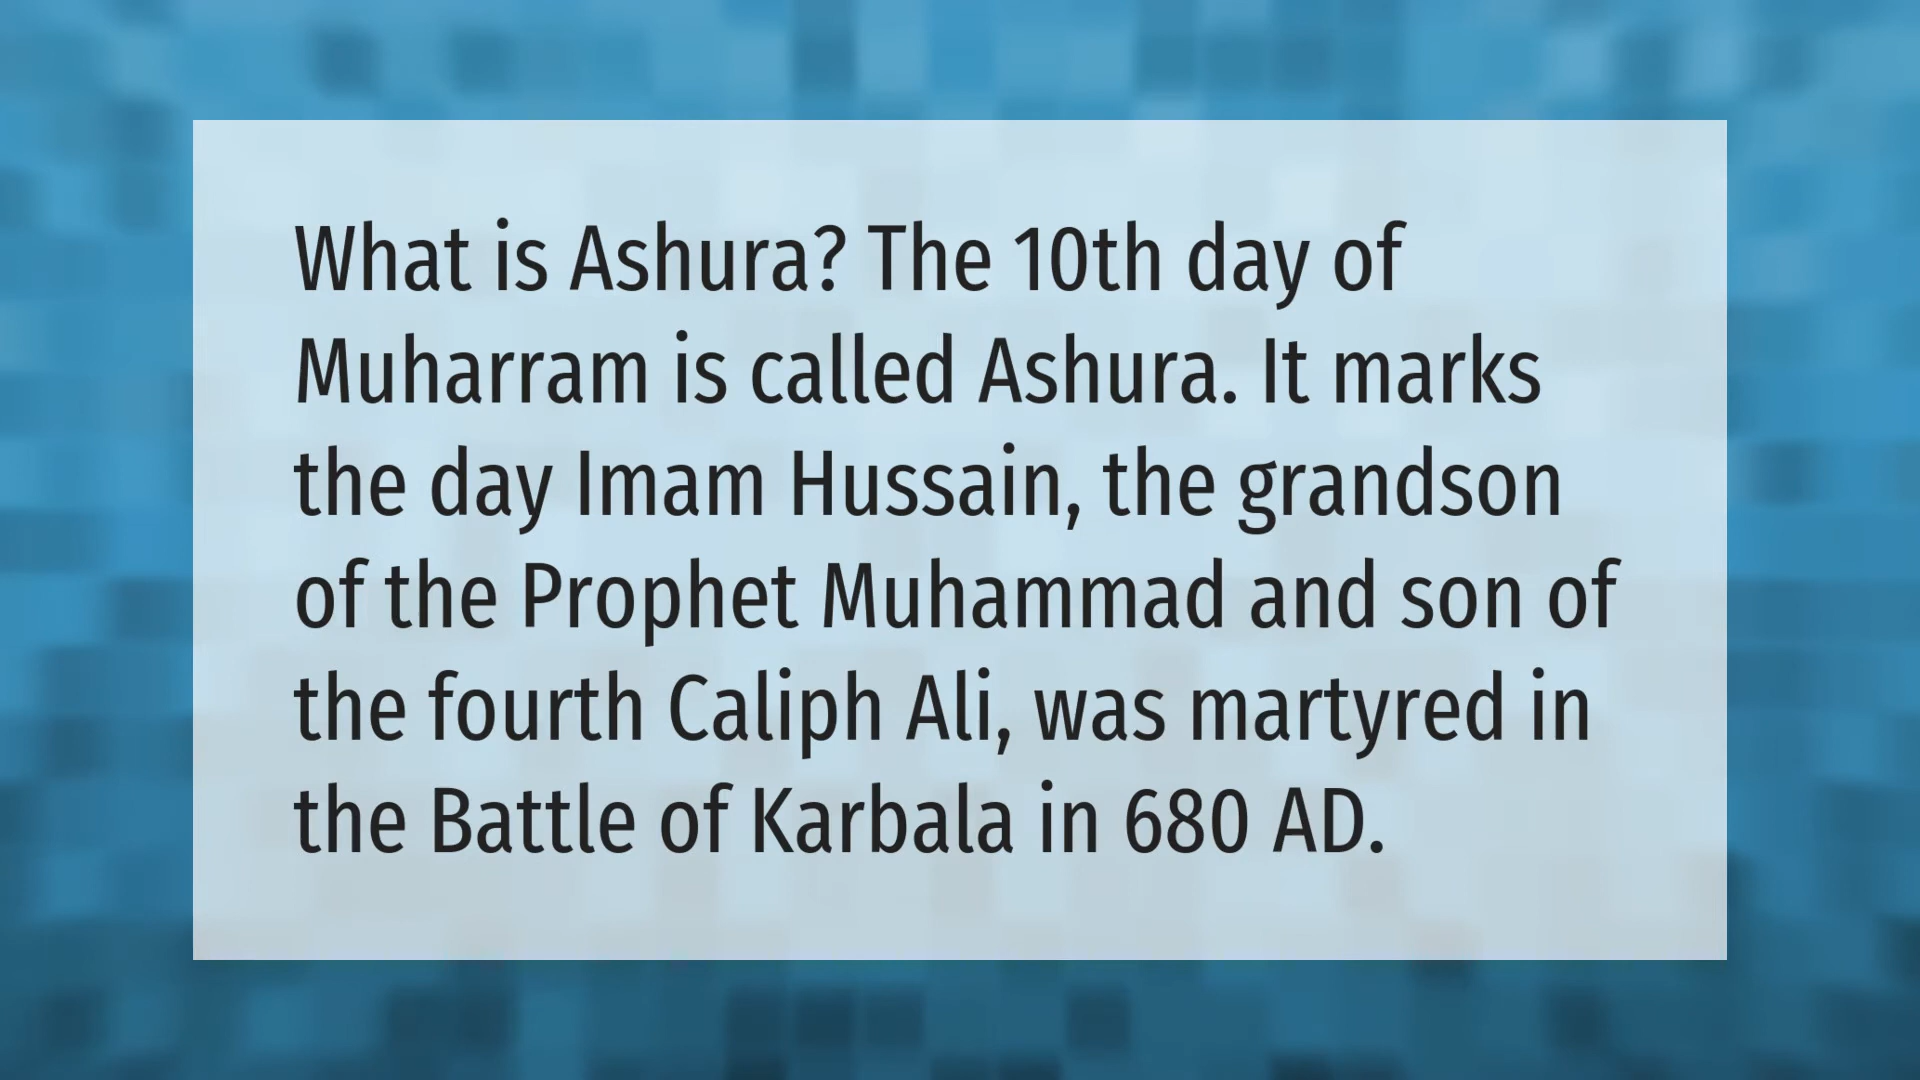 What is Ashura? The 10th day of
Muharram is called Ashura. It marks
the day Imam Hussain, the grandson
of the Prophet Muhammad and son of
the fourth Caliph Ali, was martyred in
the Battle of Karbala in 680 AD.